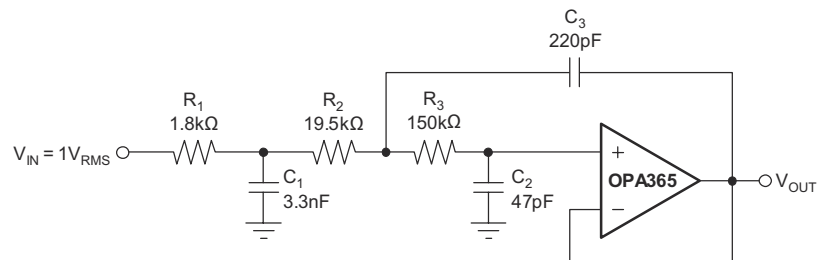 C3
220pF
R1
1.8kΩ
R2
19.5kΩ
R3
150kΩ
VIN = 1VRMS
C1
3.3nF
C2
47pF
+
OPA365
−
VOUT